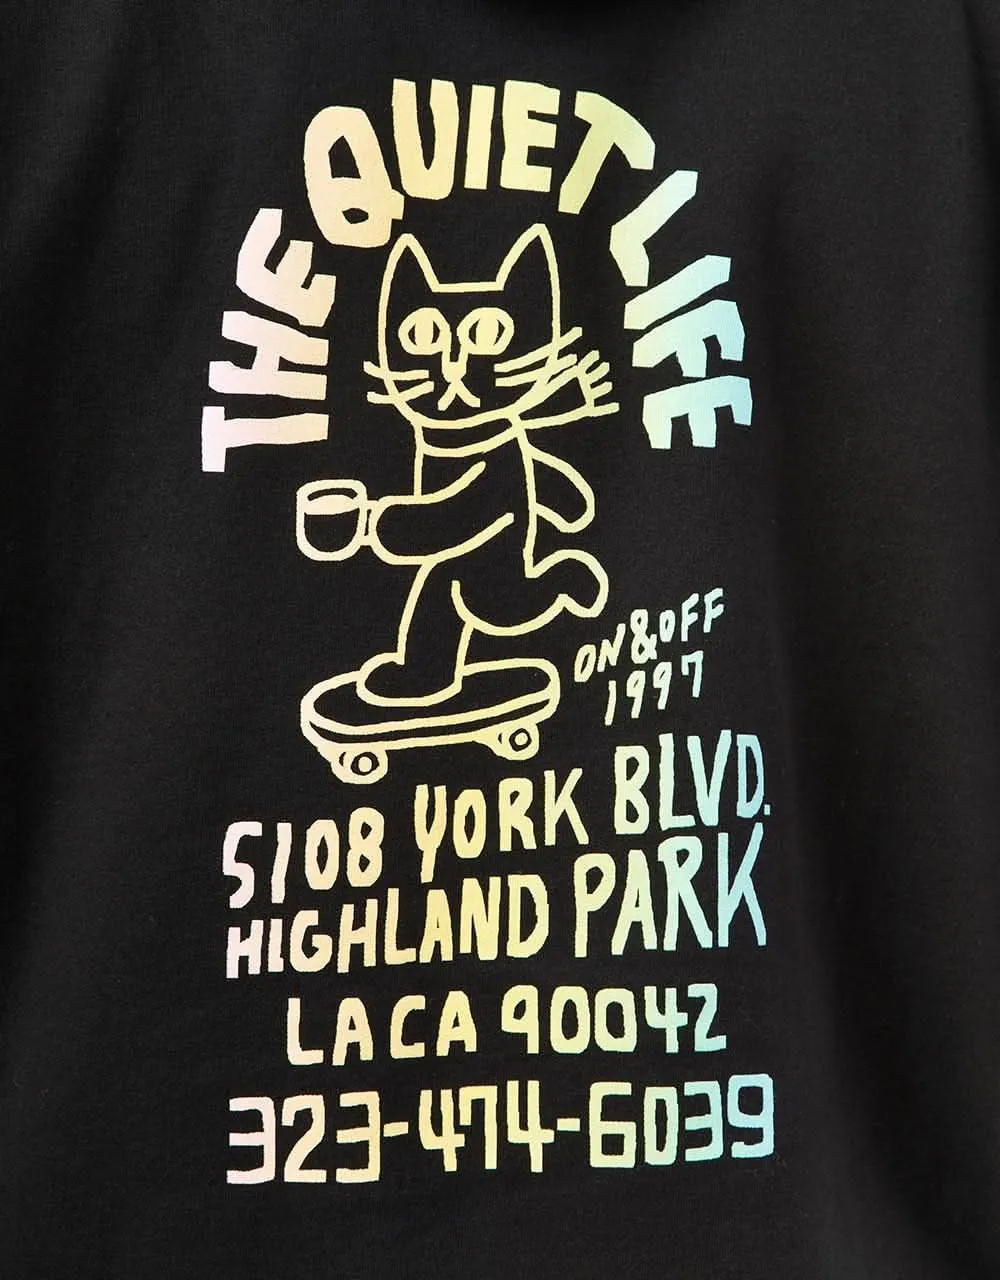 THE QUIET LIFE
ON & OFF
1997
5108 YORK BLVD.
HIGHLAND PARK
LA CA 90042
323-474-6039